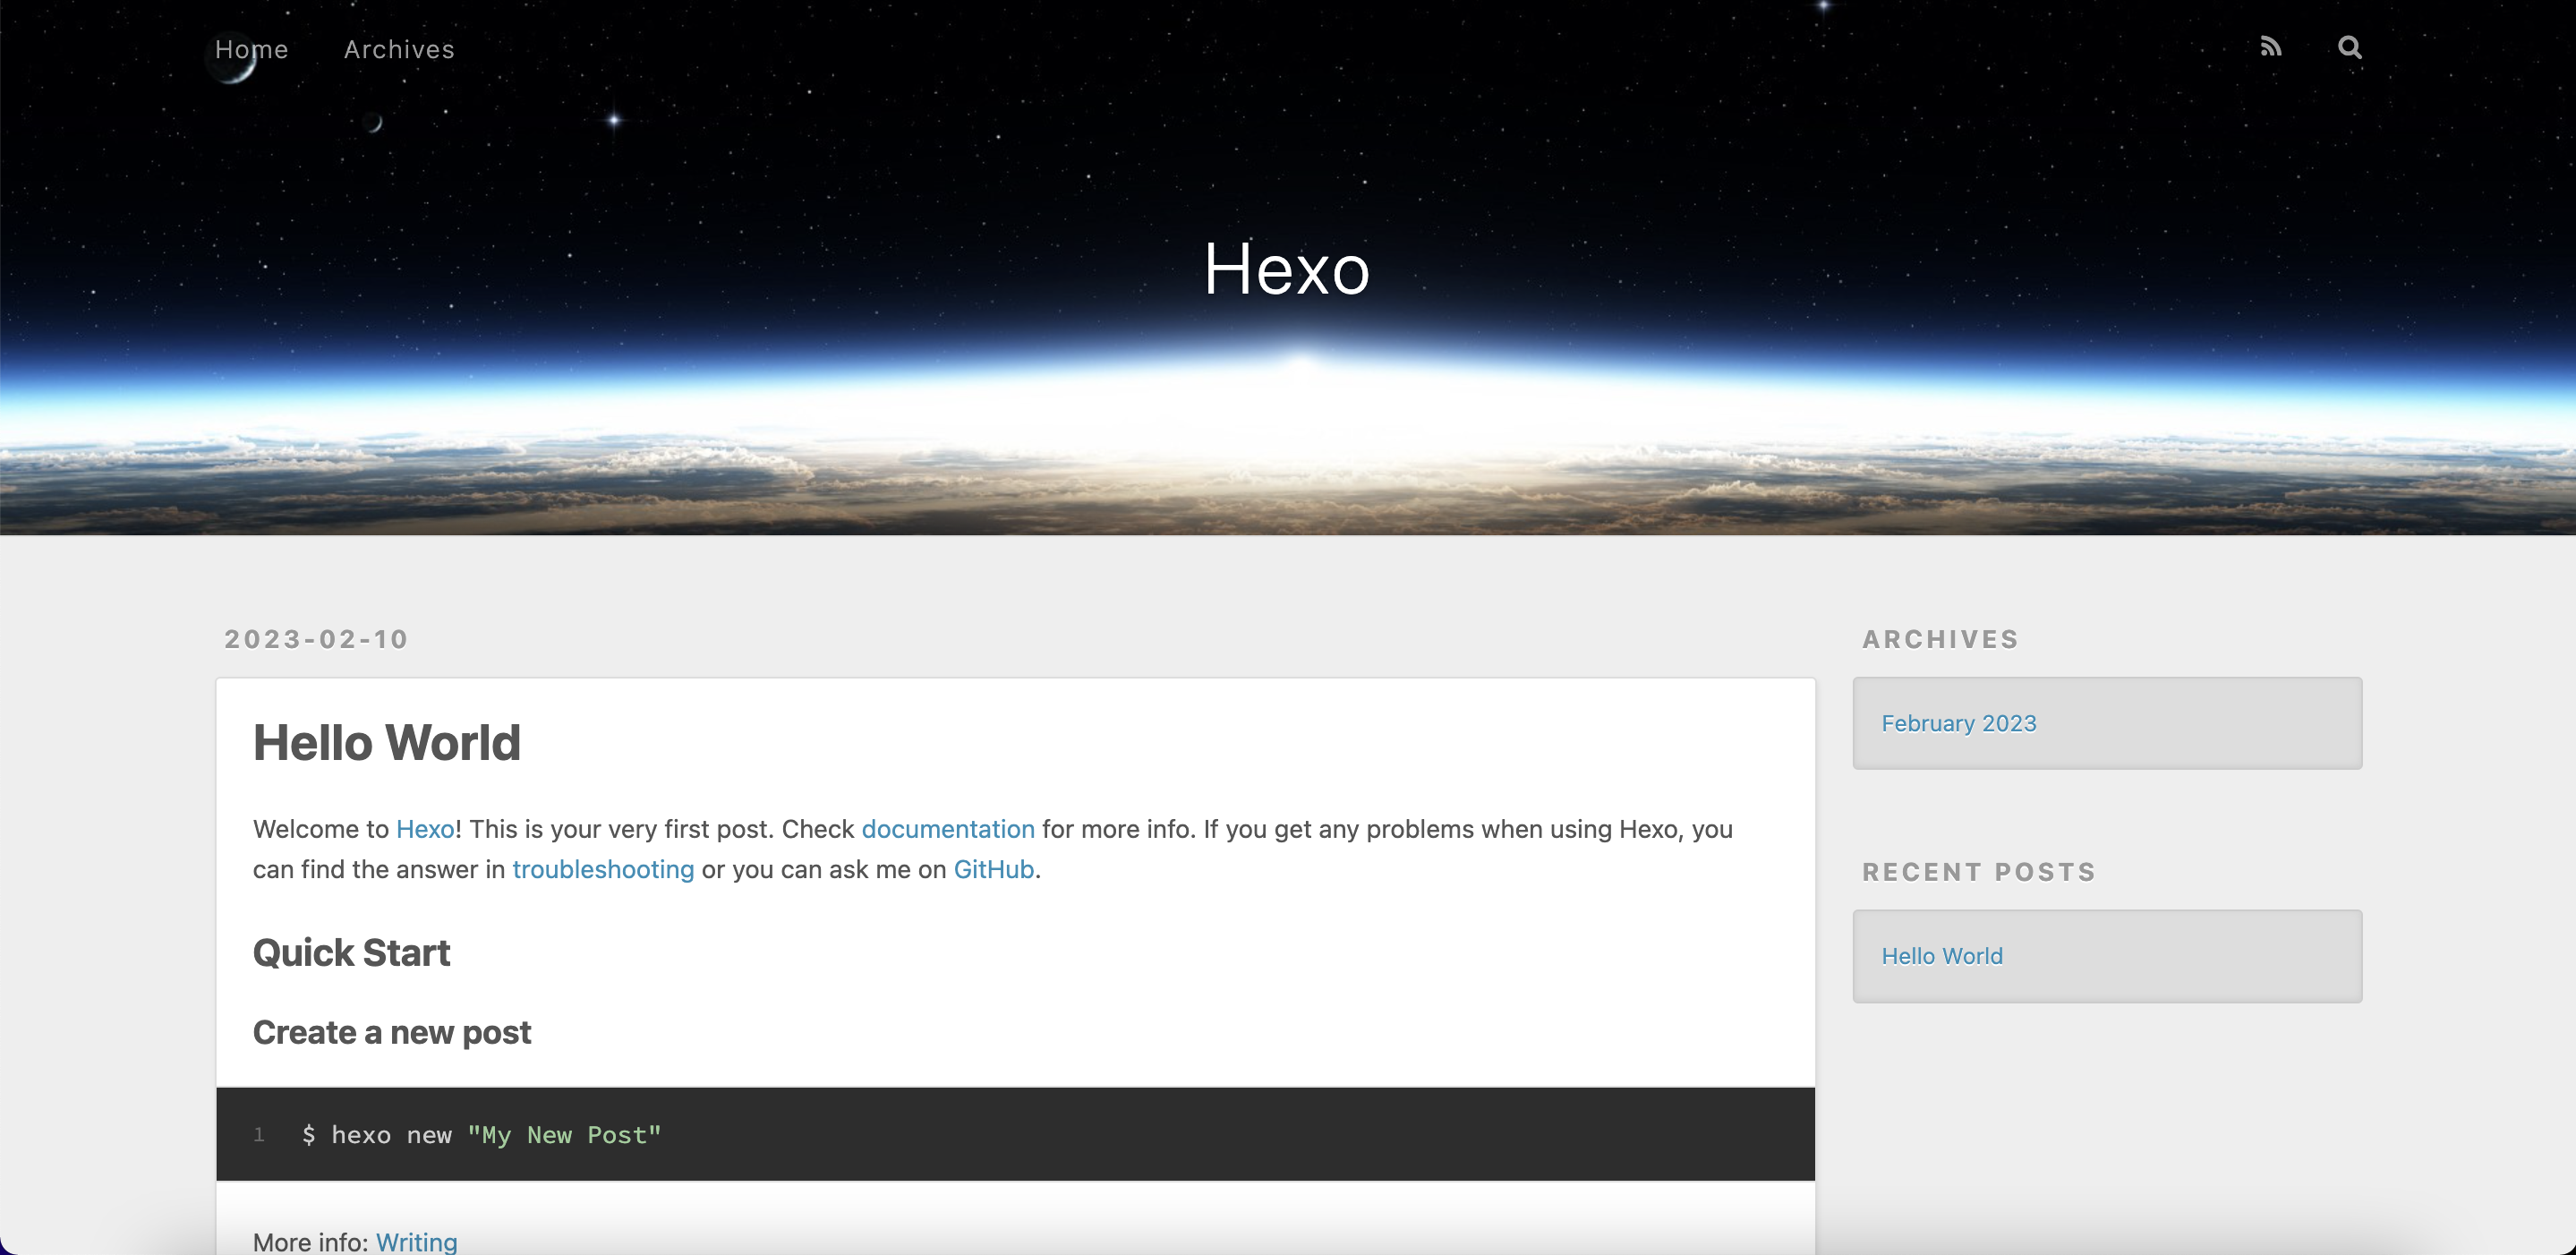 Home Archives
Hexo
2023-02-10
Hello World
Welcome to Hexo! This is your very first post. Check documentation for more info. If you get any problems when using Hexo, you
can find the answer in troubleshooting or you can ask me on GitHub.
Quick Start
Create a new post
1 $ hexo new "My New Post"
More info: Writing
ARCHIVES
February 2023
RECENT POSTS
Hello World